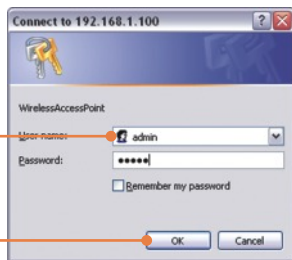 Connect to 192.168.1.100
WirelessAccessPoint
User name:
admin
Password:
•••••
Remember my password
OK
Cancel